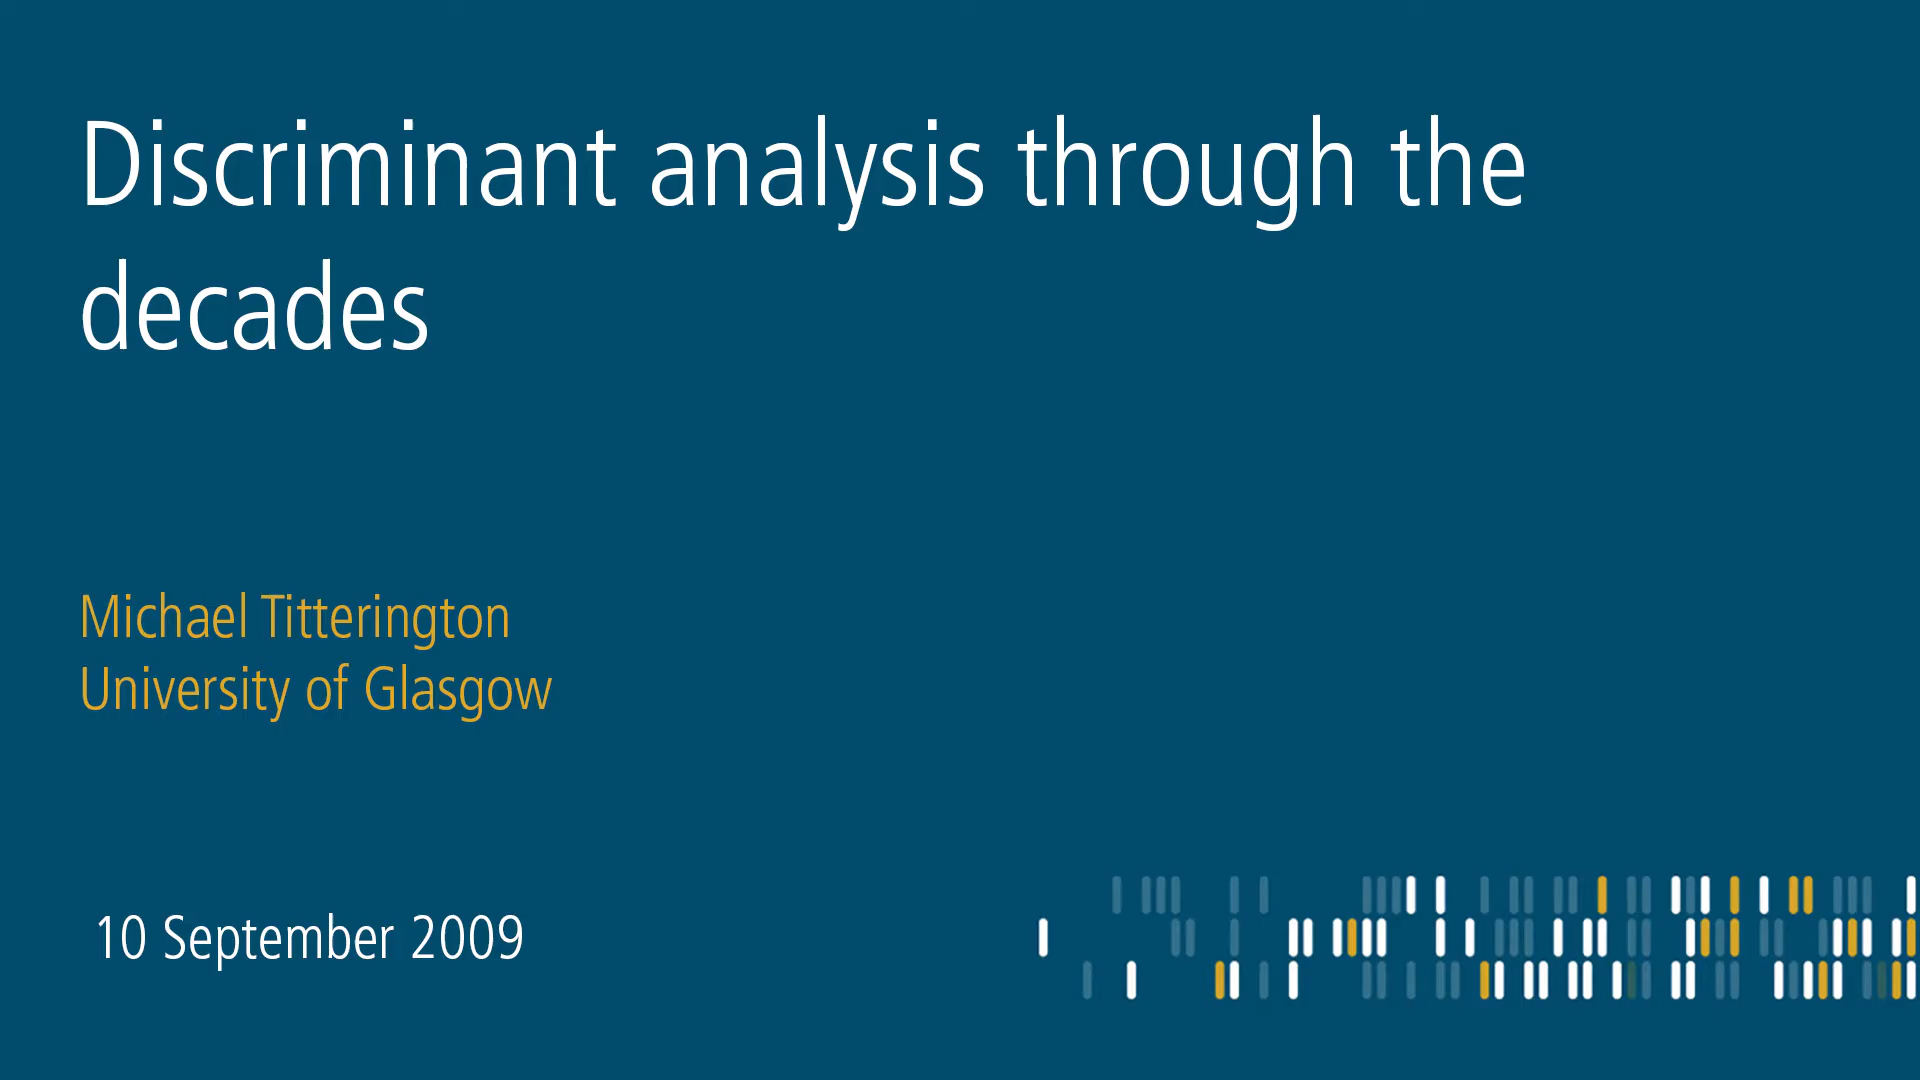 Discriminant analysis through the
decades
Michael Titterington
University of Glasgow
10 September 2009